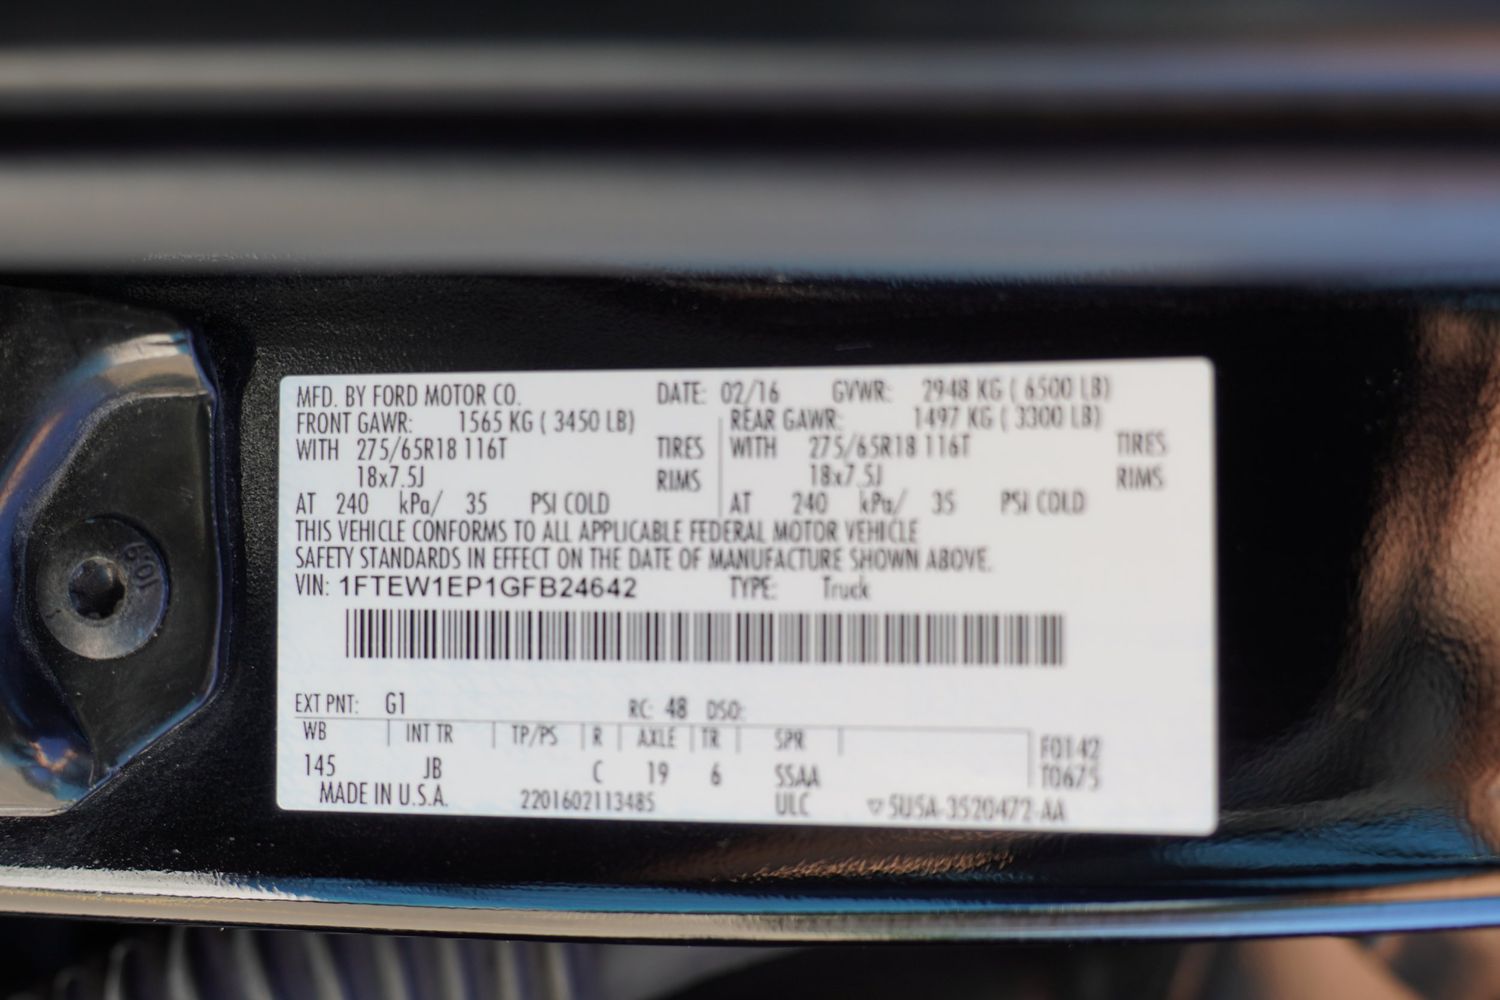 MFD. BY FORD MOTOR CO. DATE: 02/16 GVWR: 2948 KG ( 6500 LB)
FRONT GAWR: 1565 KG ( 3450 LB) REAR GAWR: 1497 KG ( 3300 LB)
WITH 275/65R18 116T TIRES WITH 275/65R18 116T TIRES
18x7.5J RIMS 18x7.5J RIMS
AT 240 kPa/ 35 PSI COLD AT 240 kPa/ 35 PSI COLD
THIS VEHICLE CONFORMS TO ALL APPLICABLE FEDERAL MOTOR VEHICLE
SAFETY STANDARDS IN EFFECT ON THE DATE OF MANUFACTURE SHOWN ABOVE.
VIN: 1FTEW1EP1GFB24642 TYPE: Truck
EXT PNT: G1 RC: 48 DSO:
WB INT TR TP/PS R AXLE TR SPR F0142
145 JB C 19 6 SSAA T0675
MADE IN U.S.A. 2201602113485 ULC ▽ 5U5A-3520472-AA